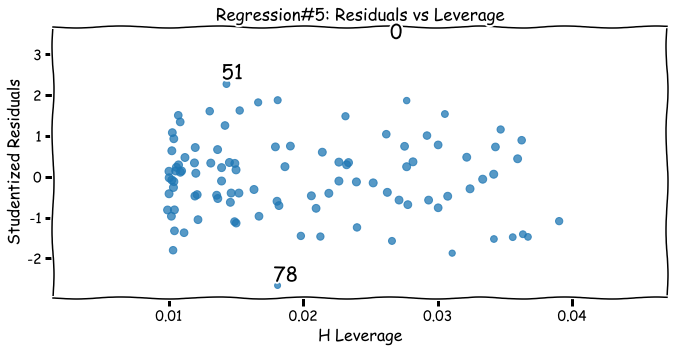 Regression#5: Residuals vs Leverage
0
3
51
2
1
0
-1
-2
78
Studentized Residuals
0.01 0.02 0.03 0.04
H Leverage